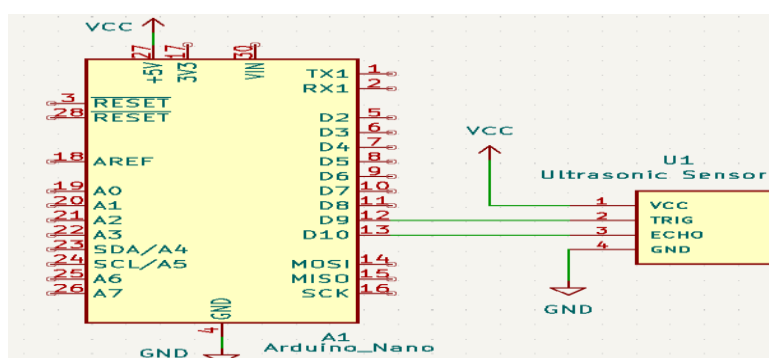 VCC
27
17
30
+5V
3V3
VIN
TX1 1
RX1 2
3 RESET
28 RESET
D2 5
D3 6
D4 7
18 AREF
D5 8
D6 9
19 A0
D7 10
20 A1
D8 11
21 A2
D9 12
22 A3
D10 13
23 SDA/A4
24 SCL/A5
MOSI 14
25 A6
MISO 15
26 A7
SCK 16
GND
4
GND
A1
Arduino_Nano
VCC
U1
Ultrasonic Sensor
1 VCC
2 TRIG
3 ECHO
4 GND
GND